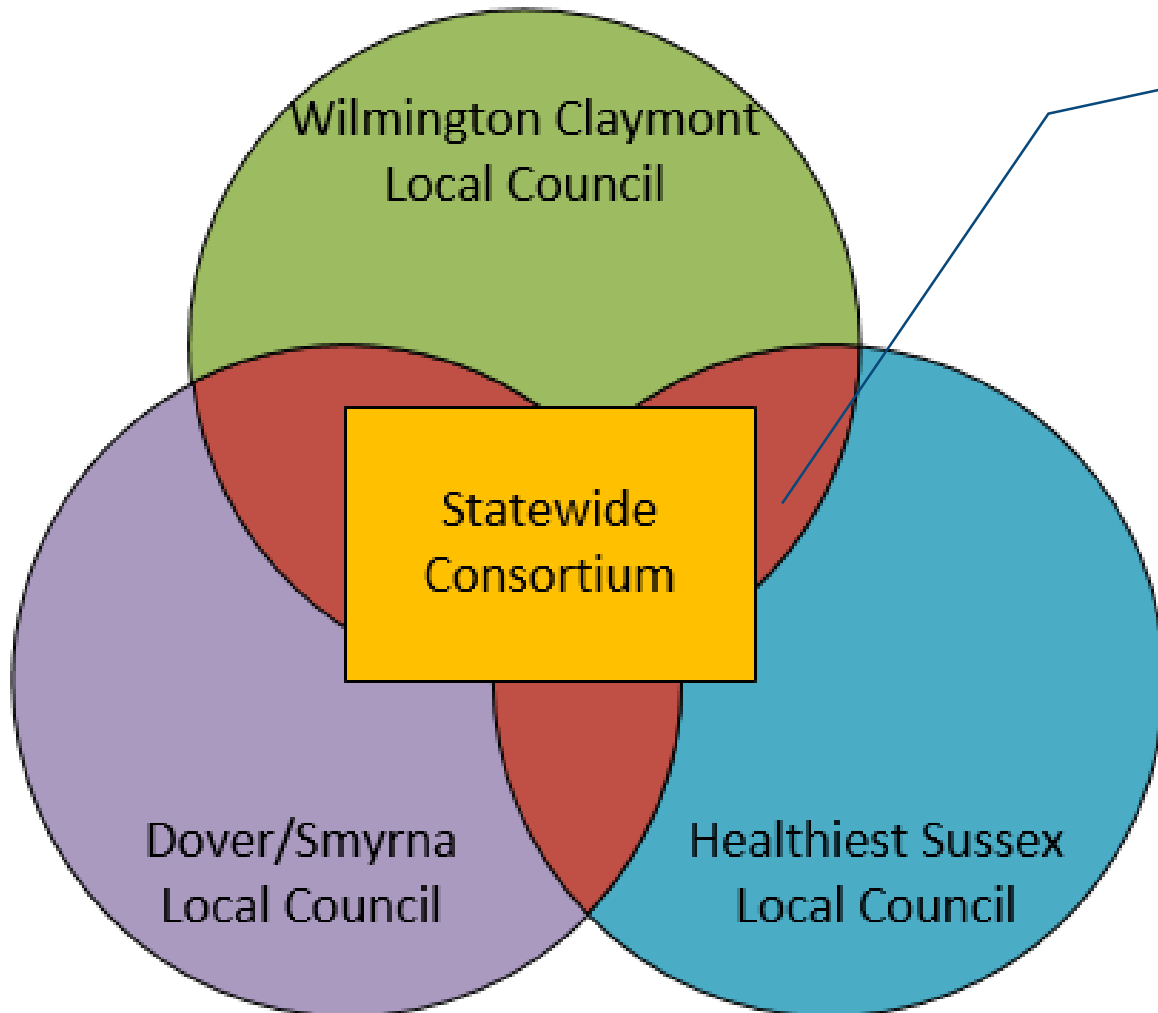 Wilmington Claymont
Local Council
Statewide
Consortium
Dover/Smyrna
Local Council
Healthiest Sussex
Local Council